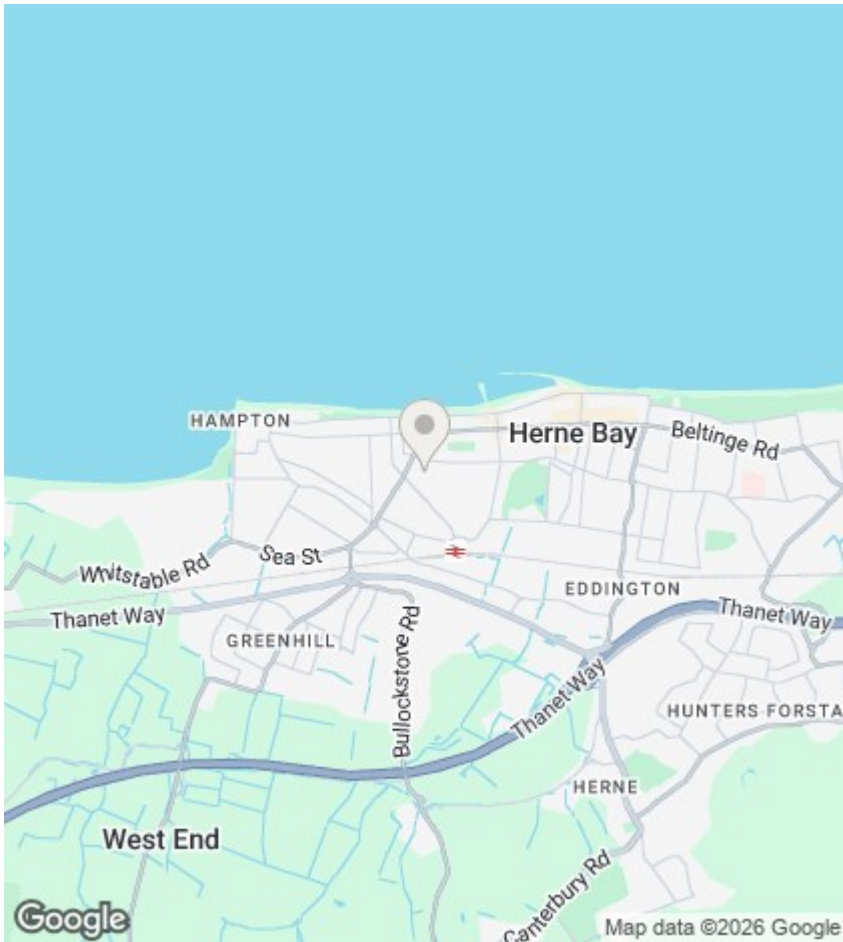 HAMPTON
Herne Bay
Beltinge Rd
Sea St
Whitstable Rd
EDDINGTON
Thanet Way
Thanet Way
GREENHILL
Bullockstone Rd
Thanet Way
HUNTERS FORSTA
HERNE
West End
Canterbury Rd
Google
Map data ©2026 Google